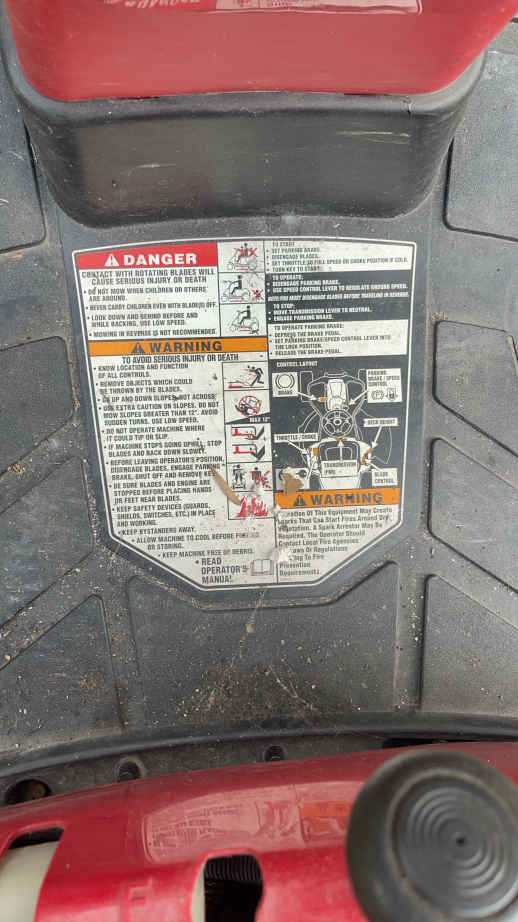 DANGER
CONTACT WITH ROTATING BLADES WILL
CAUSE SERIOUS INJURY OR DEATH
• DO NOT MOW WHEN CHILDREN OR OTHERS
ARE AROUND.
• NEVER CARRY CHILDREN EVEN WITH BLADE(S) OFF.
• LOOK DOWN AND BEHIND BEFORE AND
WHILE BACKING, USE LOW SPEED.
• MOWING IN REVERSE IS NOT RECOMMENDED.
WARNING
TO AVOID SERIOUS INJURY OR DEATH
• KNOW LOCATION AND FUNCTION
OF ALL CONTROLS.
• REMOVE OBJECTS WHICH COULD
BE THROWN BY THE BLADES.
• GO UP AND DOWN SLOPES, NOT ACROSS
• USE EXTRA CAUTION ON SLOPES. DO NOT
MOW SLOPES GREATER THAN 12°. AVOID
SUDDEN TURNS. USE LOW SPEED.
• DO NOT OPERATE MACHINE WHERE
IT COULD TIP OR SLIP.
• IF MACHINE STOPS GOING UPHILL, STOP
BLADES AND BACK DOWN SLOWLY.
• BEFORE LEAVING OPERATOR'S POSITION,
DISENGAGE BLADES, ENGAGE PARKING
BRAKE, SHUT OFF AND REMOVE KEY
• BE SURE BLADES AND ENGINE ARE
STOPPED BEFORE PLACING HANDS
OR FEET NEAR BLADES.
• KEEP SAFETY DEVICES (GUARDS,
SHIELDS, SWITCHES, ETC.) IN PLACE
AND WORKING.
• KEEP BYSTANDERS AWAY.
• ALLOW MACHINE TO COOL BEFORE
OR STORING.
• KEEP MACHINE FREE OF DEBRIS.
• READ
OPERATOR'S
MANUAL
MAX 12°
TO START
• SET PARKING BRAKE.
• DISENGAGE BLADES.
• SET THROTTLE TO FULL SPEED OR CHOKE POSITION IF COLD.
• TURN KEY TO START.
TO OPERATE:
• DISENGAGE PARKING BRAKE.
• USE SPEED CONTROL LEVER TO REGULATE GROUND SPEED.
NOTE: YOU MUST DISENGAGE BLADES BEFORE TRAVELING IN REVERSE.
TO STOP:
• MOVE TRANSMISSION LEVER TO NEUTRAL.
• ENGAGE PARKING BRAKE.
TO OPERATE PARKING BRAKE:
• DEPRESS THE BRAKE PEDAL.
• SET PARKING BRAKE/SPEED CONTROL LEVER INTO
THE LOCK POSITION.
• RELEASE THE BRAKE PEDAL.
CONTROL LAYOUT
BRAKE
PARKING
BRAKE / SPEED
CONTROL
DECK HEIGHT
THROTTLE / CHOKE
TRANSMISSION
BLADE
CONTROL
WARNING
Operation Of This Equipment May Create
Sparks That Can Start Fires Around Dry
Vegetation. A Spark Arrestor May Be
Required. The Operator Should
Contact Local Fire Agencies
Laws Or Regulations
To Fire
Prevention
Requirements.